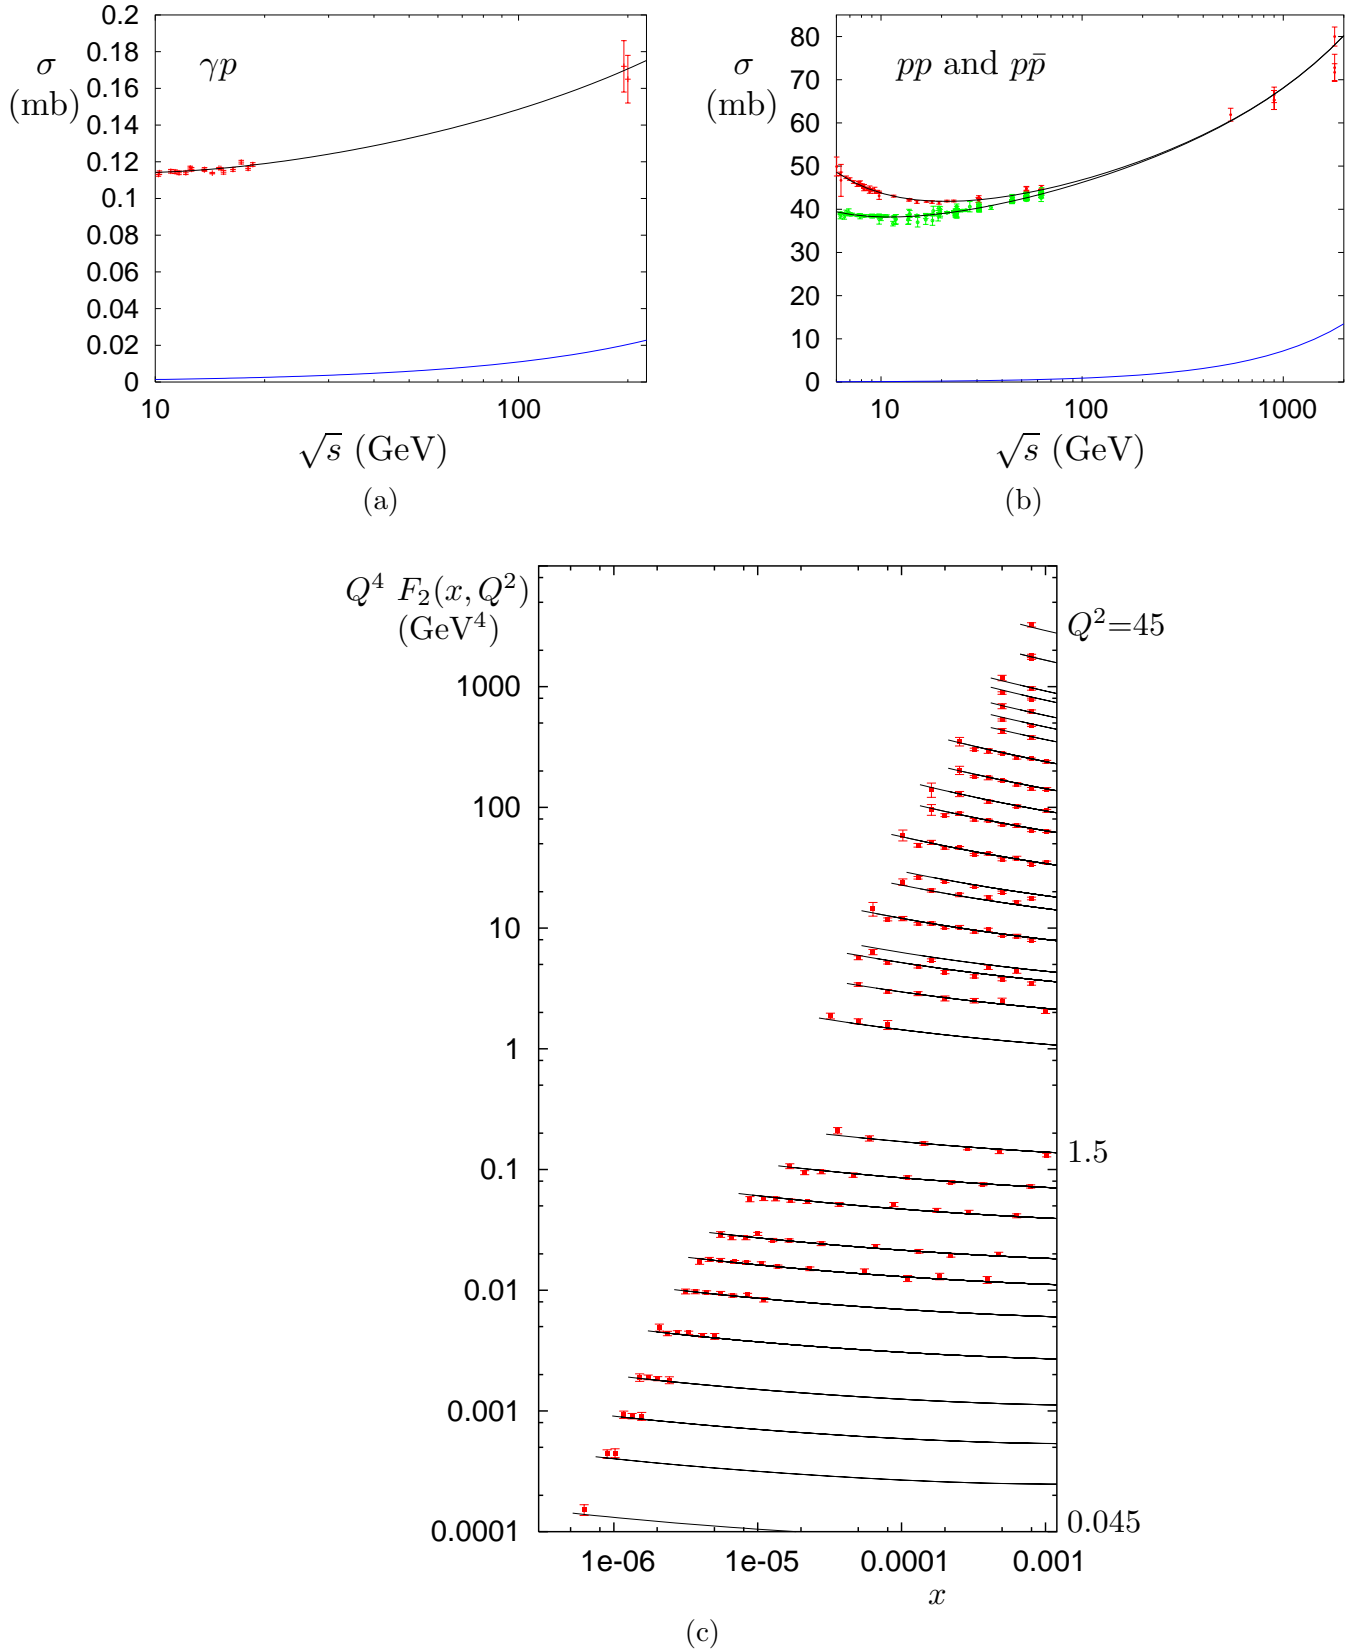 0.2
0.18
0.16
0.14
0.12
0.1
0.08
0.06
0.04
0.02
0
σ
(mb)
γp
10 100
√s (GeV)
(a)
80
70
60
50
40
30
20
10
0
σ
(mb)
pp and pp̄
10 100 1000
√s (GeV)
(b)
Q⁴ F₂(x, Q²)
(GeV⁴)
Q²=45
1000
100
10
1
1.5
0.1
0.01
0.001
0.0001
0.045
1e-06 1e-05 0.0001 0.001
x
(c)